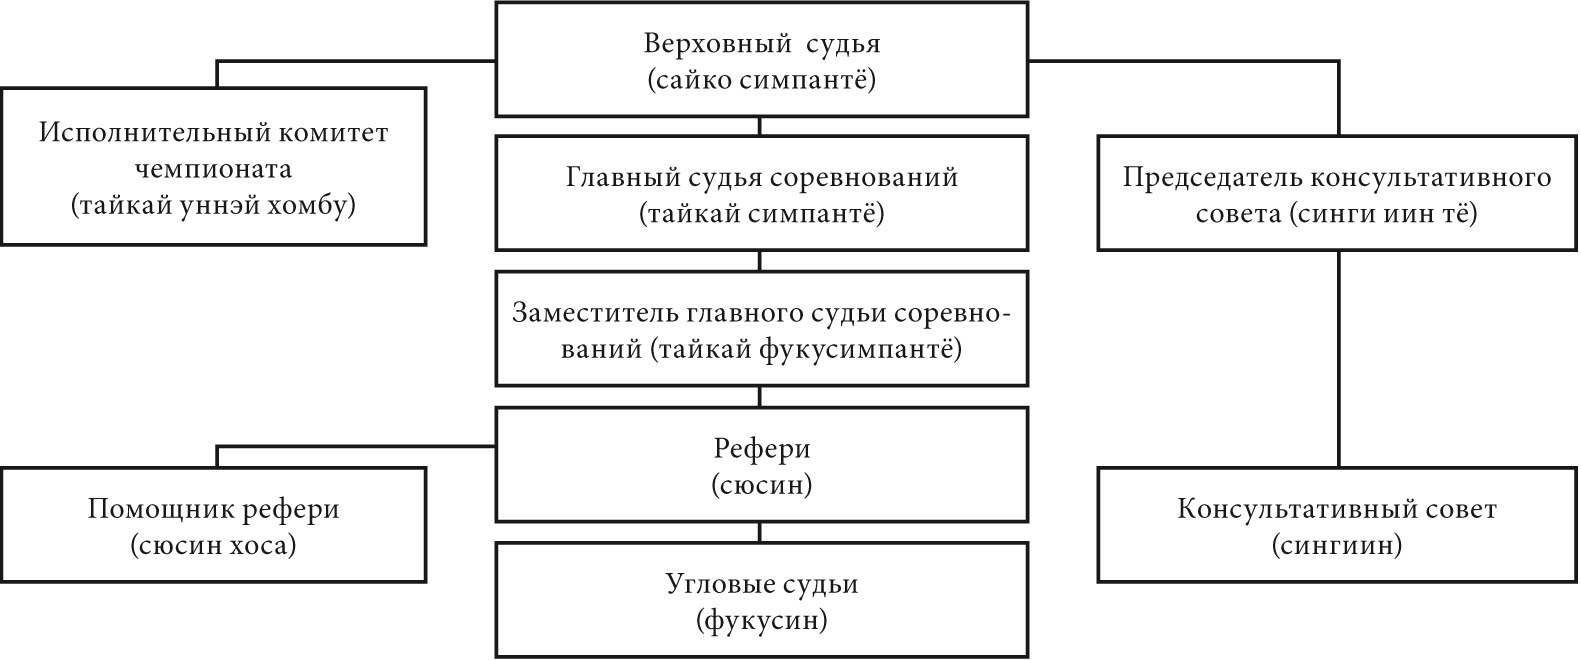 Верховный судья
(сайко симпантё)
Исполнительный комитет
чемпионата
(тайкай уннэй хомбу)
Главный судья соревнований
(тайкай симпантё)
Председатель консультативного
совета (синги иин тё)
Заместитель главного судьи соревно-
ваний (тайкай фукусимпантё)
Рефери
(сюсин)
Помощник рефери
(сюсин хоса)
Консультативный совет
(сингиин)
Угловые судьи
(фукусин)